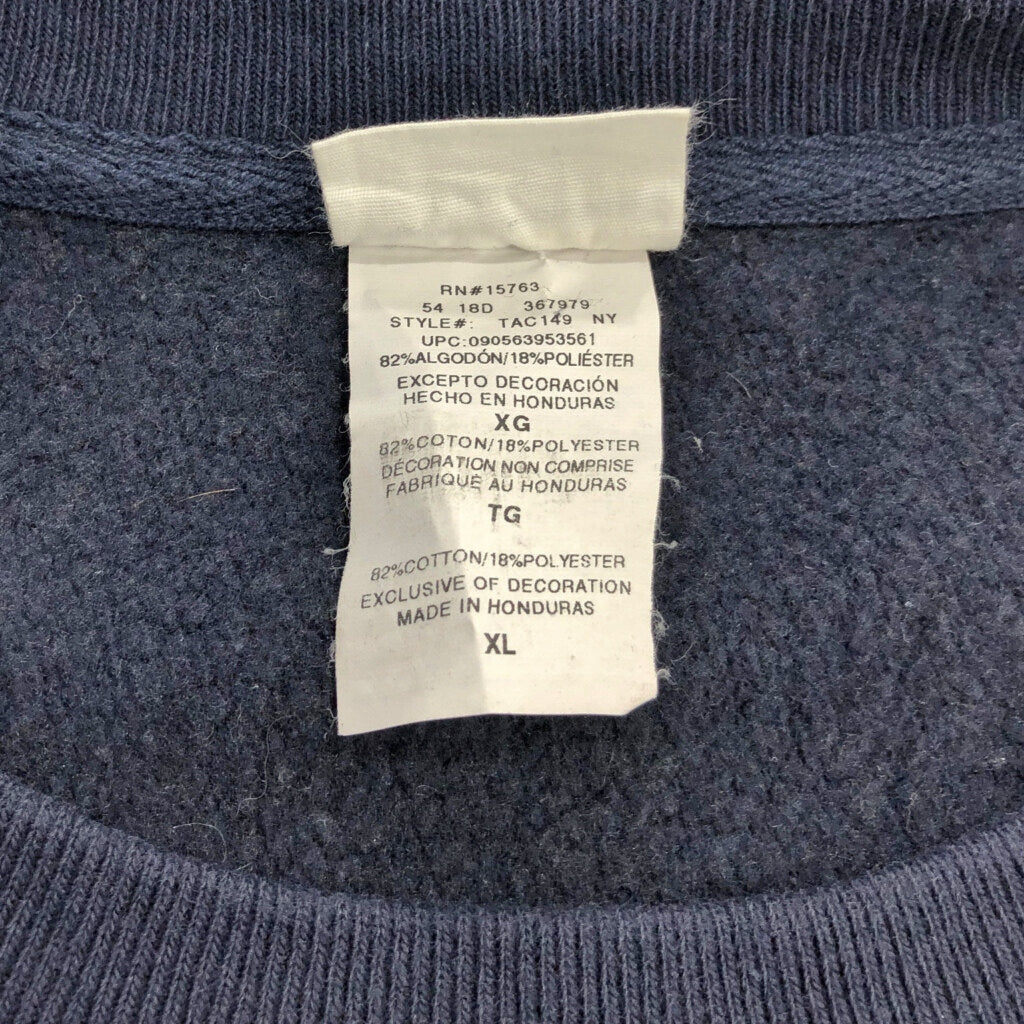 RN#15763
54 18D 367979
STYLE#: TAC149 NY
UPC:090563953561
82%ALGODÓN/18%POLIÉSTER
EXCEPTO DECORACIÓN
HECHO EN HONDURAS
XG
82%COTON/18%POLYESTER
DÉCORATION NON COMPRISE
FABRIQUÉ AU HONDURAS
TG
82%COTTON/18%POLYESTER
EXCLUSIVE OF DECORATION
MADE IN HONDURAS
XL